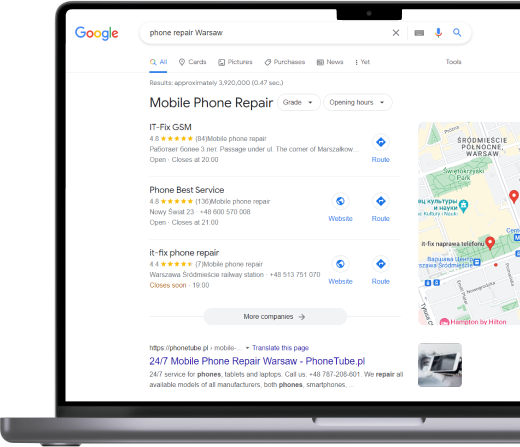 Google
phone repair Warsaw
All
Cards
Pictures
Purchases
News
Yet
Tools
Results: approximately 3,920,000 (0.47 sec.)
Mobile Phone Repair
Grade
Opening hours
IT-Fix GSM
4.8 ★★★★★ (84)Mobile phone repair
Работает более 3 лет. Passage under ul. The corner of Marszałkow...
Open · Closes at 20:00
Route
Phone Best Service
4.8 ★★★★★ (136)Mobile phone repair
Nowy Świat 23 · +48 600 570 008
Open · Closes at 20:00
Website
Route
it-fix phone repair
4.4 ★★★★★ (7)Mobile phone repair
Warszawa Śródmieście railway station · +48 513 751 070
Closes soon · 19:00
Website
Route
More companies →
https://phonetube.pl › mobile-...
Translate this page
24/7 Mobile Phone Repair Warsaw - PhoneTube.pl
24/7 service for phones, tablets and laptops. Call us: +48 787-208-601. We repair all
available models of all manufacturers, both phones, smartphones, ...
Polna
ŚRÓDMIEŚCIE
PÓŁNOCNE,
WARSAW
Świętokrzyski
Park
ец культуры
и науки
it-fix naprawa telefonu
Варшава Центр.
Nowogrodzka
Hampton by Hilton